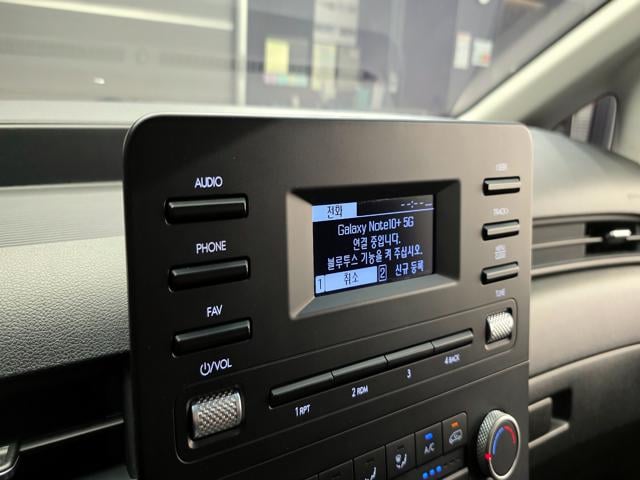 AUDIO
PHONE
FAV
⏻/VOL
전화
--:--
Galaxy Note10+ 5G
연결 중입니다.
블루투스 기능을 켜 주십시오.
1 취소 2 신규 등록
TRACK>
TUNE
1 RPT 2 RDM 3 4 BACK
A/C